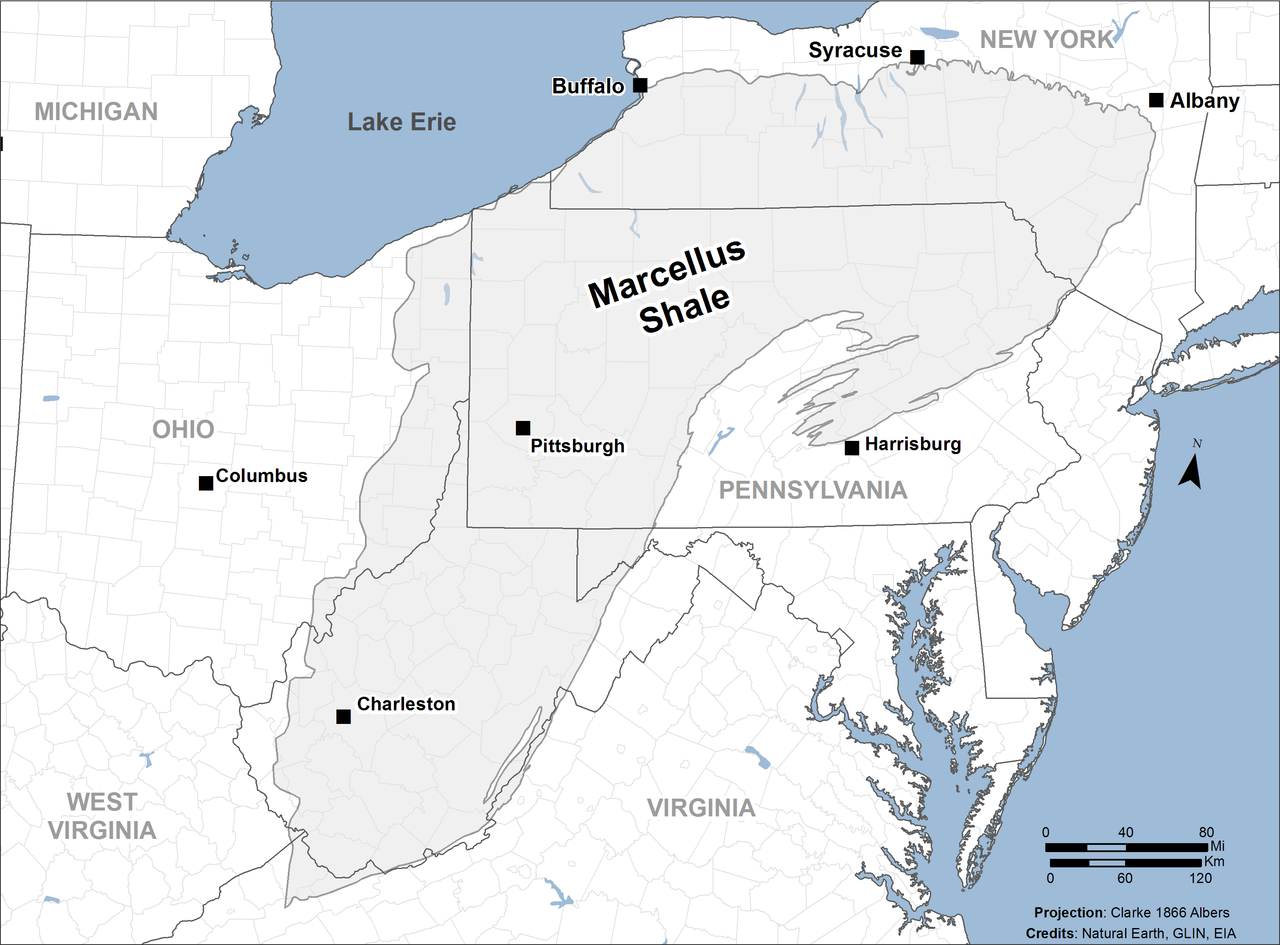 NEW YORK
Syracuse
Buffalo
MICHIGAN
Albany
Lake Erie
Marcellus
Shale
OHIO
Pittsburgh
Harrisburg
N
Columbus
PENNSYLVANIA
Charleston
WEST
VIRGINIA
VIRGINIA
0 40 80
Mi
Km
0 60 120
Projection: Clarke 1866 Albers
Credits: Natural Earth, GLIN, EIA